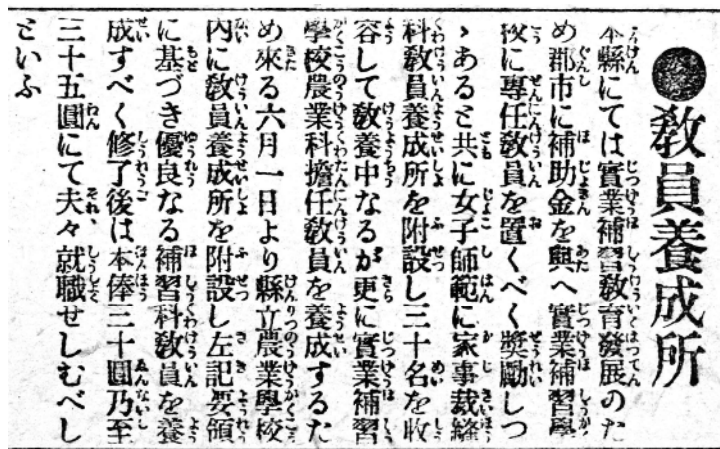 ●教員養成所
本縣にては實業補習教育發展のた
め郡市に補助金を與へ實業補習學
校に專任教員を置くべく奬勵しつ
ゝあると共に女子師範に家事裁縫
科教員養成所を附設し三十名を收
容して教養中なるが更に實業補習
學校農業科擔任教員を養成するた
め來る六月一日より縣立農業學校
內に教員養成所を附設し左記要領
に基づき優良なる補習科教員を養
成すべく修了後は本俸三十圓乃至
三十五圓にて夫々就職せしむべし
といふ